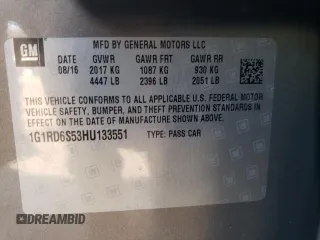 GM
MFD BY GENERAL MOTORS LLC
DATE GVWR GAWR FRT GAWR RR
08/16 2017 KG 1087 KG 930 KG
4447 LB 2396 LB 2051 LB
THIS VEHICLE CONFORMS TO ALL APPLICABLE U.S. FEDERAL MOTOR
VEHICLE SAFETY, BUMPER, AND THEFT PREVENTION STANDARDS
IN EFFECT ON THE DATE OF MANUFACTURE SHOWN ABOVE.
1G1RD6S53HU133551 TYPE: PASS CAR